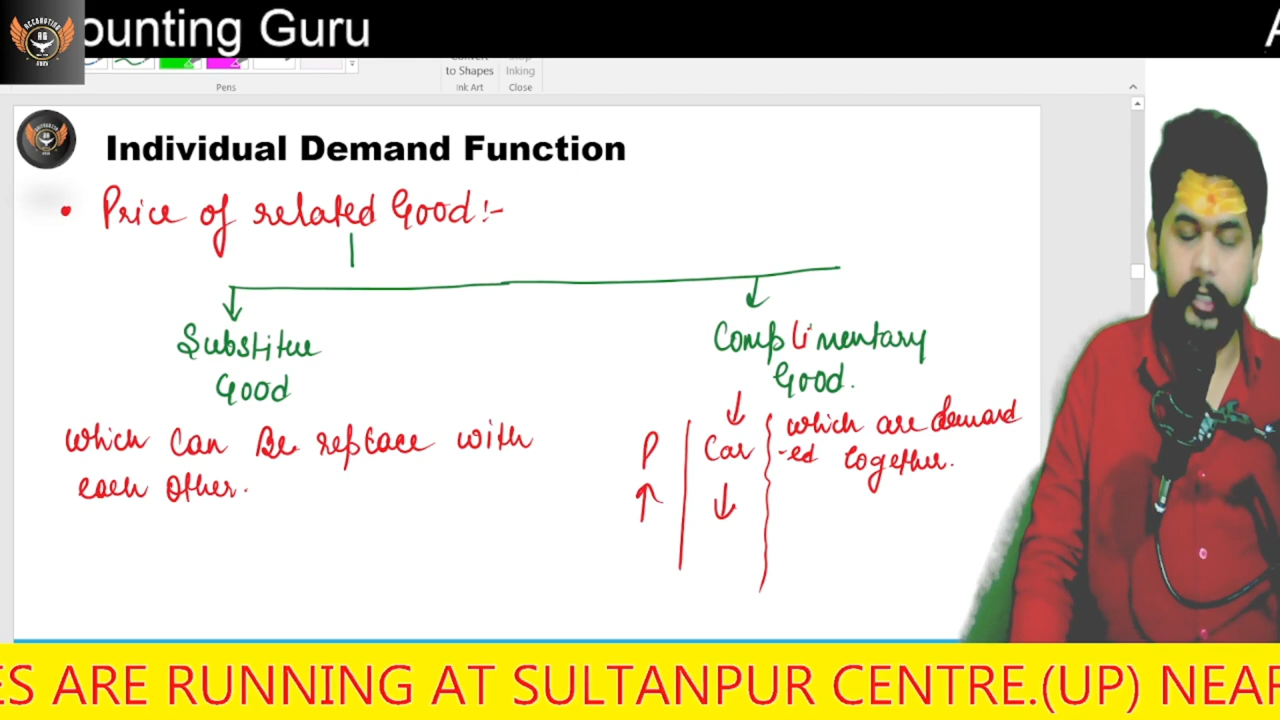 ounting Guru
A
to Shapes
Inking
Pens
Ink Art
Close
Individual Demand Function
• Price of related Good:-
Substitue
Good
Complimentary
Good.
which can Be replace with
each other.
P
Car
which are demand
-ed together.
ES ARE RUNNING AT SULTANPUR CENTRE.(UP) NEAR